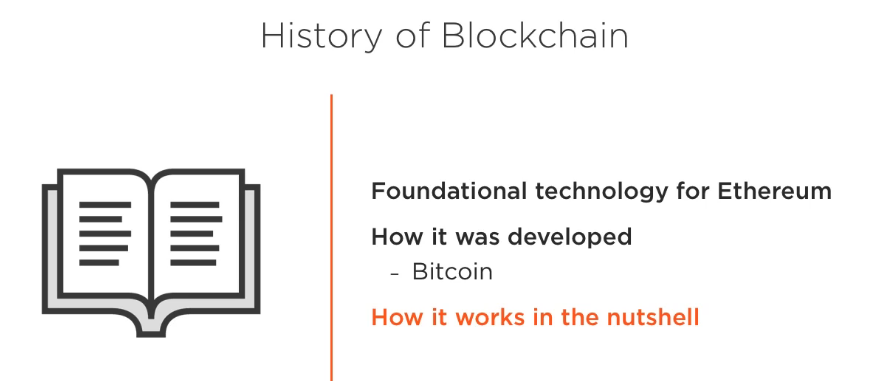 History of Blockchain
Foundational technology for Ethereum
How it was developed
- Bitcoin
How it works in the nutshell